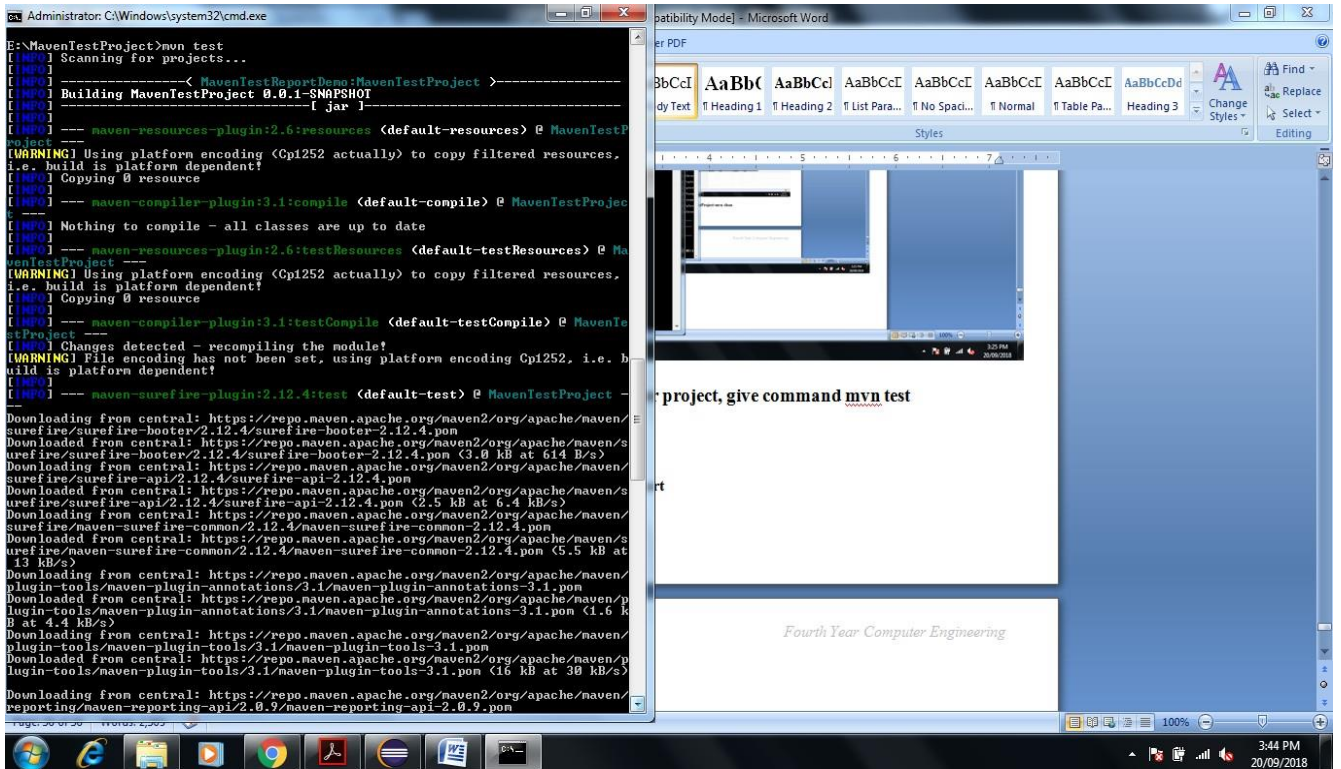 Administrator: C:\Windows\system32\cmd.exe
E:\MavenTestProject>mvn test
[INFO] Scanning for projects...
[INFO]
[INFO] ----------------< MavenTestReportDemo:MavenTestProject >----------------
[INFO] Building MavenTestProject 0.0.1-SNAPSHOT
[INFO] --------------------------------[ jar ]---------------------------------
[INFO]
[INFO] --- maven-resources-plugin:2.6:resources (default-resources) @ MavenTestP
roject ---
[WARNING] Using platform encoding (Cp1252 actually) to copy filtered resources,
i.e. build is platform dependent!
[INFO] Copying 0 resource
[INFO]
[INFO] --- maven-compiler-plugin:3.1:compile (default-compile) @ MavenTestProjec
t ---
[INFO] Nothing to compile - all classes are up to date
[INFO]
[INFO] --- maven-resources-plugin:2.6:testResources (default-testResources) @ Ma
venTestProject ---
[WARNING] Using platform encoding (Cp1252 actually) to copy filtered resources,
i.e. build is platform dependent!
[INFO] Copying 0 resource
[INFO]
[INFO] --- maven-compiler-plugin:3.1:testCompile (default-testCompile) @ MavenTe
stProject ---
[INFO] Changes detected - recompiling the module!
[WARNING] File encoding has not been set, using platform encoding Cp1252, i.e. b
uild is platform dependent!
[INFO]
[INFO] --- maven-surefire-plugin:2.12.4:test (default-test) @ MavenTestProject -
--
Downloading from central: https://repo.maven.apache.org/maven2/org/apache/maven/
surefire/surefire-booter/2.12.4/surefire-booter-2.12.4.pom
Downloaded from central: https://repo.maven.apache.org/maven2/org/apache/maven/s
urefire/surefire-booter/2.12.4/surefire-booter-2.12.4.pom (3.0 kB at 614 B/s)
Downloading from central: https://repo.maven.apache.org/maven2/org/apache/maven/
surefire/surefire-api/2.12.4/surefire-api-2.12.4.pom
Downloaded from central: https://repo.maven.apache.org/maven2/org/apache/maven/s
urefire/surefire-api/2.12.4/surefire-api-2.12.4.pom (2.5 kB at 6.4 kB/s)
Downloading from central: https://repo.maven.apache.org/maven2/org/apache/maven/
surefire/maven-surefire-common/2.12.4/maven-surefire-common-2.12.4.pom
Downloaded from central: https://repo.maven.apache.org/maven2/org/apache/maven/s
urefire/maven-surefire-common/2.12.4/maven-surefire-common-2.12.4.pom (5.5 kB at
13 kB/s)
Downloading from central: https://repo.maven.apache.org/maven2/org/apache/maven/
plugin-tools/maven-plugin-annotations/3.1/maven-plugin-annotations-3.1.pom
Downloaded from central: https://repo.maven.apache.org/maven2/org/apache/maven/p
lugin-tools/maven-plugin-annotations/3.1/maven-plugin-annotations-3.1.pom (1.6 k
B at 4.4 kB/s)
Downloading from central: https://repo.maven.apache.org/maven2/org/apache/maven/
plugin-tools/maven-plugin-tools/3.1/maven-plugin-tools-3.1.pom
Downloaded from central: https://repo.maven.apache.org/maven2/org/apache/maven/p
lugin-tools/maven-plugin-tools/3.1/maven-plugin-tools-3.1.pom (16 kB at 30 kB/s)
Downloading from central: https://repo.maven.apache.org/maven2/org/apache/maven/
reporting/maven-reporting-api/2.0.9/maven-reporting-api-2.0.9.pom
patibility Mode] - Microsoft Word
er PDF
BbCcI AaBb( AaBbCcl AaBbCcI AaBbCcI AaBbCcI AaBbCcI AaBbCcDd
dy Text ¶ Heading 1 ¶ Heading 2 ¶ List Para... ¶ No Spaci... ¶ Normal ¶ Table Pa... Heading 3
Change Styles
Styles
Find
Replace
Select
Editing
4 5 6 7
3:25 PM
20/09/2018
r project, give command mvn test
rt
Fourth Year Computer Engineering
100%
3:44 PM
20/09/2018